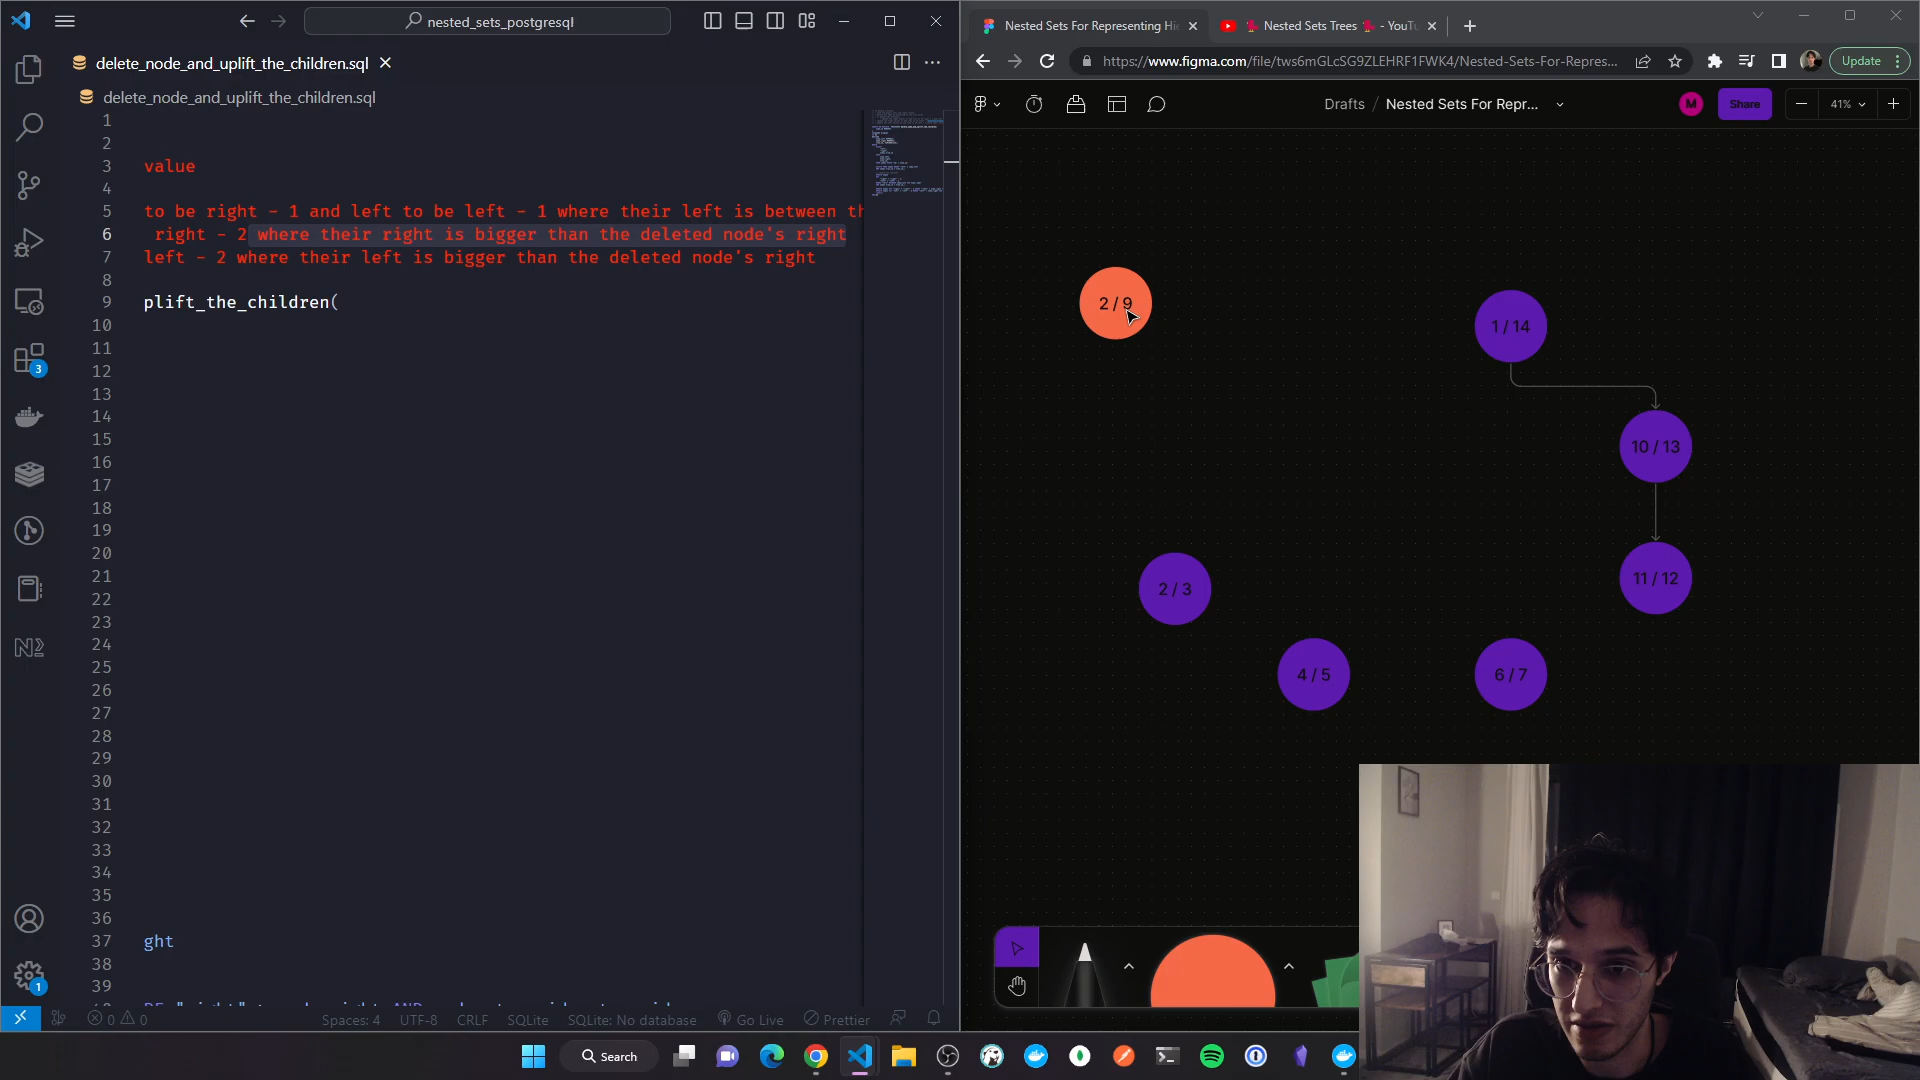 nested_sets_postgresql
delete_node_and_uplift_the_children.sql
delete_node_and_uplift_the_children.sql
1
2
3 value
4
5 to be right - 1 and left to be left - 1 where their left is between th
6 right - 2 where their right is bigger than the deleted node's right
7 left - 2 where their left is bigger than the deleted node's right
8
9 plift_the_children(
10
11
12
13
14
15
16
17
18
19
20
21
22
23
24
25
26
27
28
29
30
31
32
33
34
35
36
37 ght
38
39
3
1
0 0
Spaces: 4 UTF-8 CRLF SQLite SQLite: No database Go Live Prettier
Nested Sets For Representing Hi
Nested Sets Trees - YouTu
https://www.figma.com/file/tws6mGLcSG9ZLEHRF1FWK4/Nested-Sets-For-Repres...
Update
Drafts / Nested Sets For Repr...
M
Share
41%
2 / 9
1 / 14
10 / 13
11 / 12
2 / 3
4 / 5
6 / 7
Search